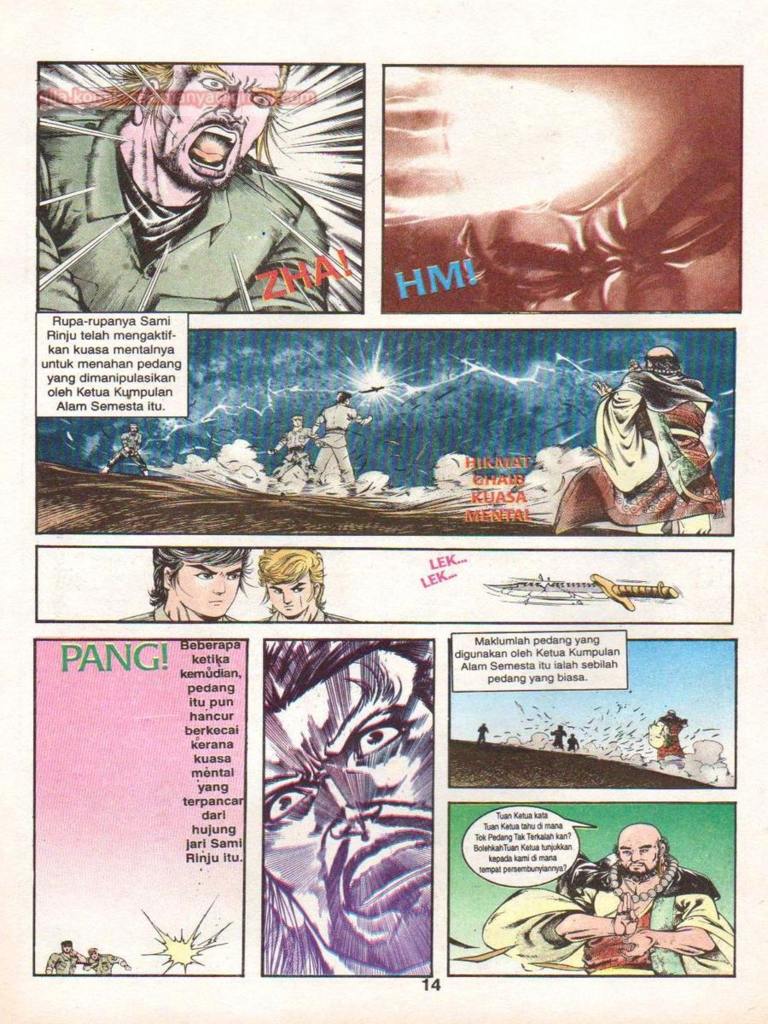 ZHA!
HM!
Rupa-rupanya Sami
Rinju telah mengaktif-
kan kuasa mentalnya
untuk menahan pedang
yang dimanipulasikan
oleh Ketua Kumpulan
Alam Semesta itu.
HIKMAT
GHAIB
KUASA
MENTAL
LEK...
LEK...
PANG!
Beberapa
ketika
kemudian,
pedang
itu pun
hancur
berkecai
kerana
kuasa
mental
yang
terpancar
dari
hujung
jari Sami
Rinju itu.
Maklumlah pedang yang
digunakan oleh Ketua Kumpulan
Alam Semesta itu ialah sebilah
pedang yang biasa.
Tuan Ketua kata
Tuan Ketua tahu di mana
Tok Pedang Tak Terkalah kan?
BolehkahTuan Ketua tunjukkan
kepada kami di mana
tempat persembunyiannya?
14